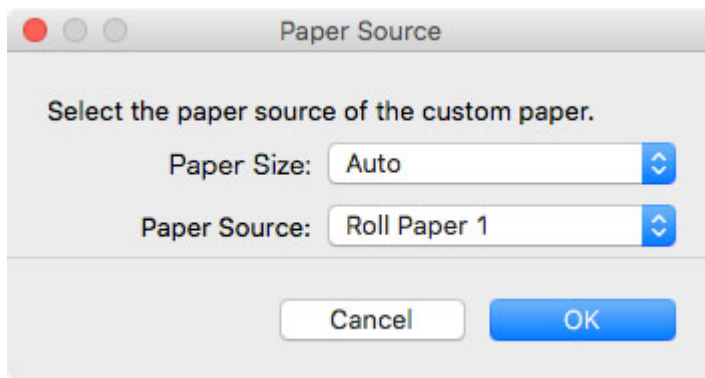 Paper Source
Select the paper source of the custom paper.
Paper Size: Auto
Paper Source: Roll Paper 1
Cancel OK